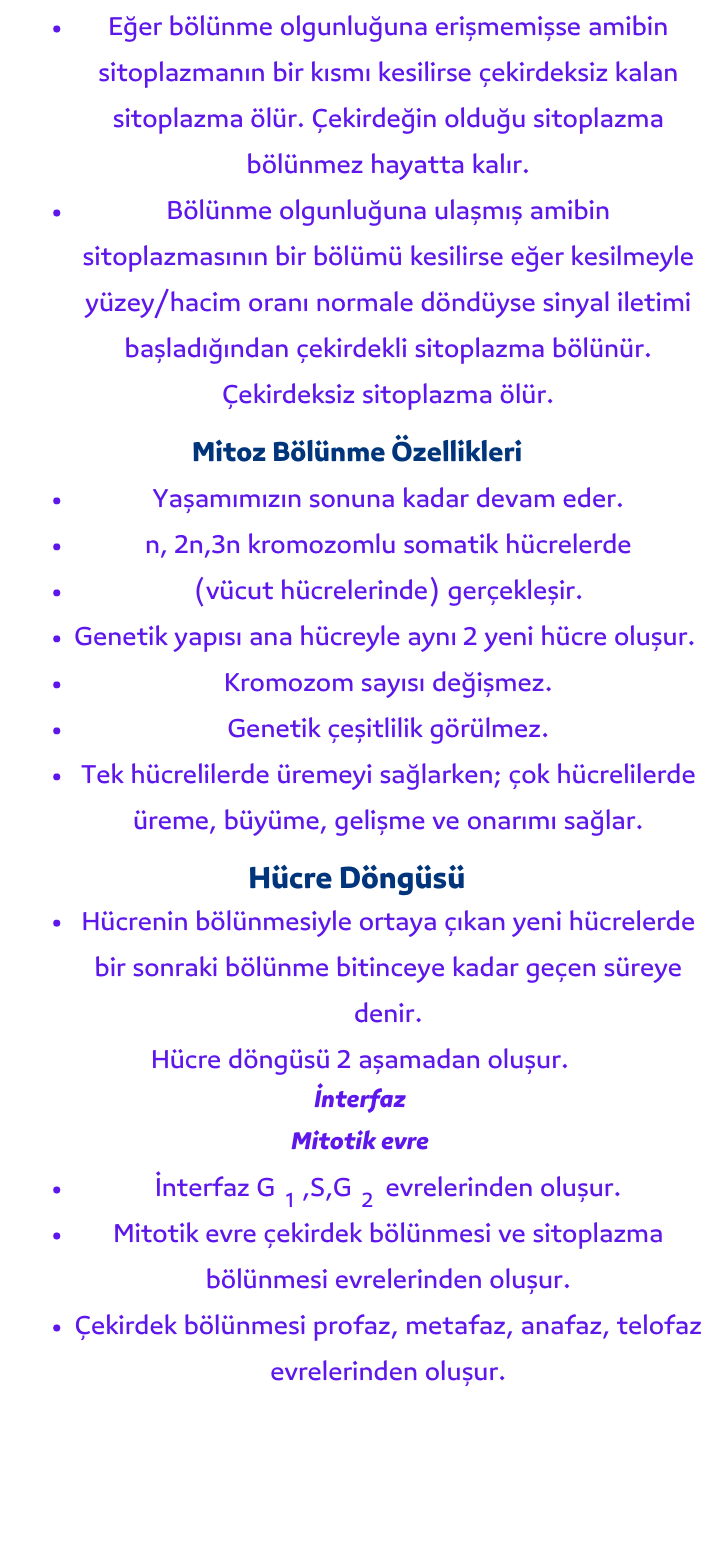 • Eğer bölünme olgunluğuna erişmemişse amibin
sitoplazmanın bir kısmı kesilirse çekirdeksiz kalan
sitoplazma ölür. Çekirdeğin olduğu sitoplazma
bölünmez hayatta kalır.
• Bölünme olgunluğuna ulaşmış amibin
sitoplazmasının bir bölümü kesilirse eğer kesilmeyle
yüzey/hacim oranı normale döndüyse sinyal iletimi
başladığından çekirdekli sitoplazma bölünür.
Çekirdeksiz sitoplazma ölür.
Mitoz Bölünme Özellikleri
• Yaşamımızın sonuna kadar devam eder.
• n, 2n,3n kromozomlu somatik hücrelerde
• (vücut hücrelerinde) gerçekleşir.
• Genetik yapısı ana hücreyle aynı 2 yeni hücre oluşur.
• Kromozom sayısı değişmez.
• Genetik çeşitlilik görülmez.
• Tek hücrelilerde üremeyi sağlarken; çok hücrelilerde
üreme, büyüme, gelişme ve onarımı sağlar.
Hücre Döngüsü
• Hücrenin bölünmesiyle ortaya çıkan yeni hücrelerde
bir sonraki bölünme bitinceye kadar geçen süreye
denir.
Hücre döngüsü 2 aşamadan oluşur.
İnterfaz
Mitotik evre
• İnterfaz G 1 ,S,G 2 evrelerinden oluşur.
• Mitotik evre çekirdek bölünmesi ve sitoplazma
bölünmesi evrelerinden oluşur.
• Çekirdek bölünmesi profaz, metafaz, anafaz, telofaz
evrelerinden oluşur.